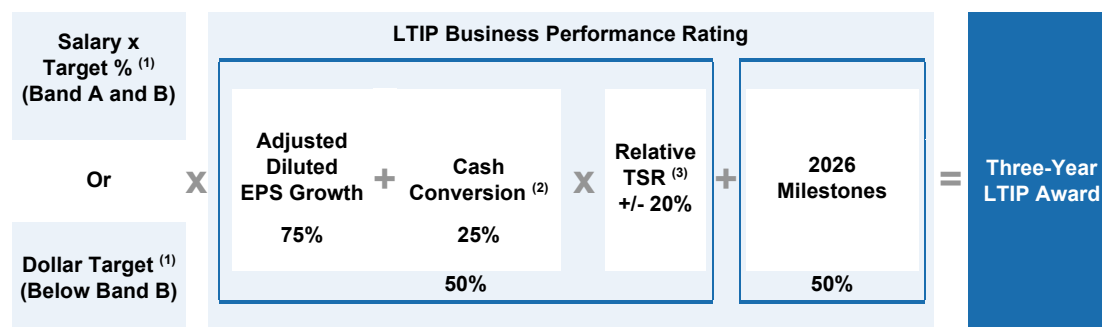 Salary x
Target % (1)
(Band A and B)
Or
Dollar Target (1)
(Below Band B)
x
LTIP Business Performance Rating
Adjusted
Diluted
EPS Growth
75%
+
Cash
Conversion (2)
25%
x
Relative
TSR (3)
+/- 20%
50%
+
2026
Milestones
50%
=
Three-Year
LTIP Award